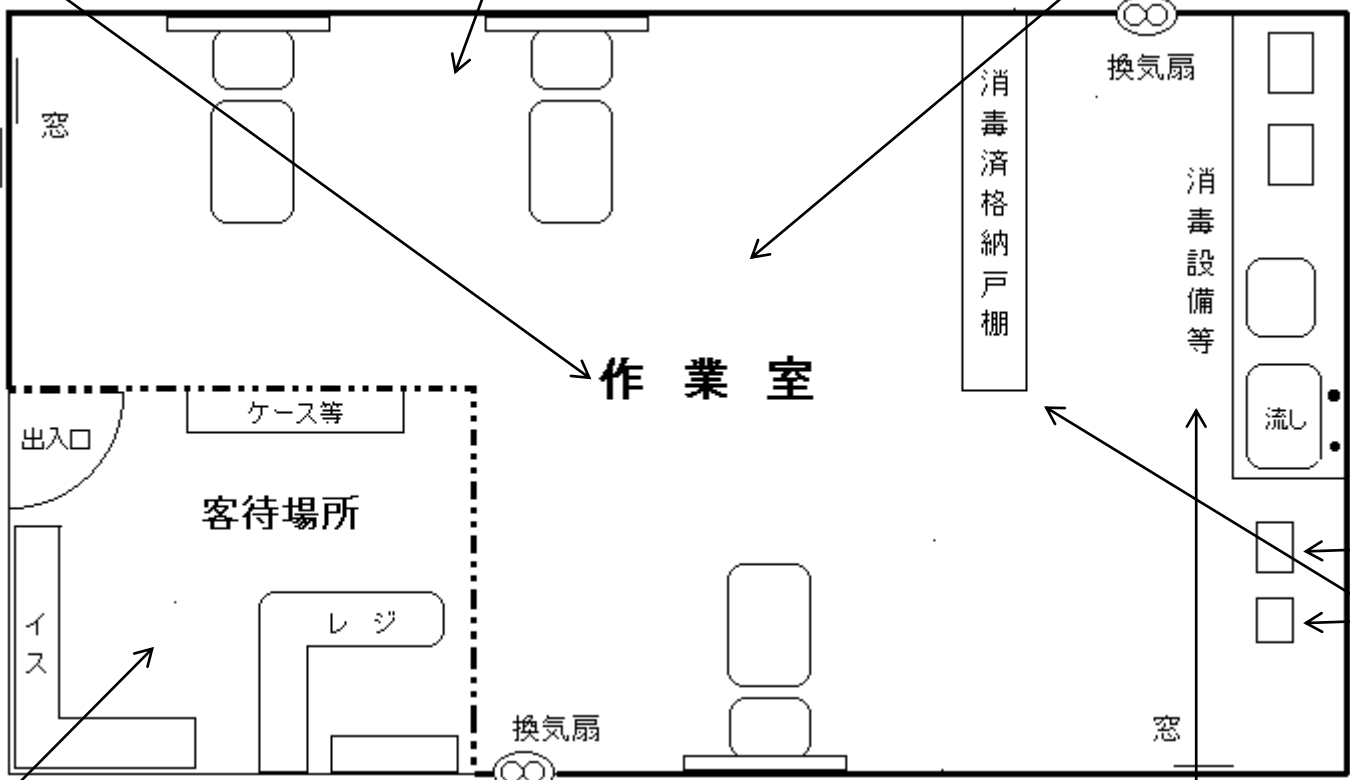 換気扇
窓
消毒済格納戸棚
消毒設備等
作業室
ケース等
出入口
流し
客待場所
レジ
イス
換気扇
窓